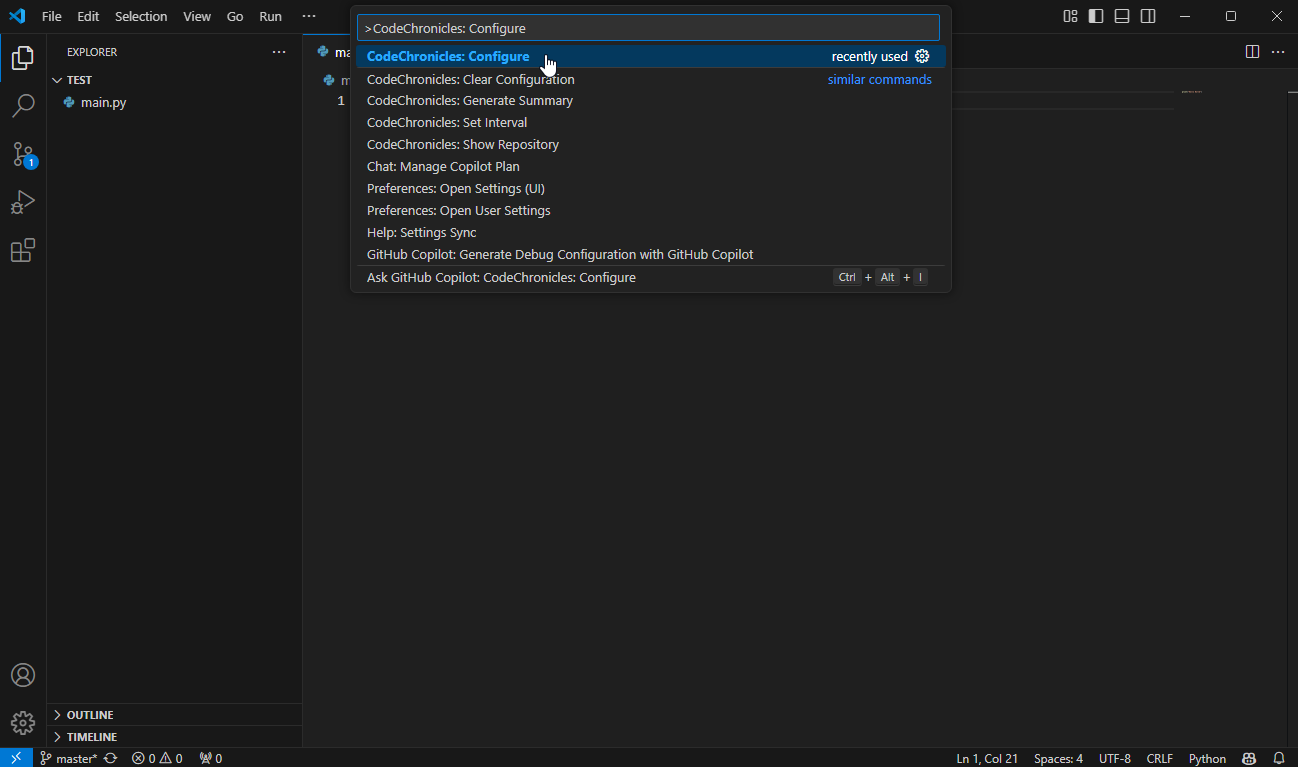 File Edit Selection View Go Run ···
>CodeChronicles: Configure
EXPLORER ···
TEST
main.py
CodeChronicles: Configure recently used
CodeChronicles: Clear Configuration similar commands
CodeChronicles: Generate Summary
CodeChronicles: Set Interval
CodeChronicles: Show Repository
Chat: Manage Copilot Plan
Preferences: Open Settings (UI)
Preferences: Open User Settings
Help: Settings Sync
GitHub Copilot: Generate Debug Configuration with GitHub Copilot
Ask GitHub Copilot: CodeChronicles: Configure Ctrl + Alt + I
ma
m
1
1
OUTLINE
TIMELINE
master* 0 0 0 Ln 1, Col 21 Spaces: 4 UTF-8 CRLF Python